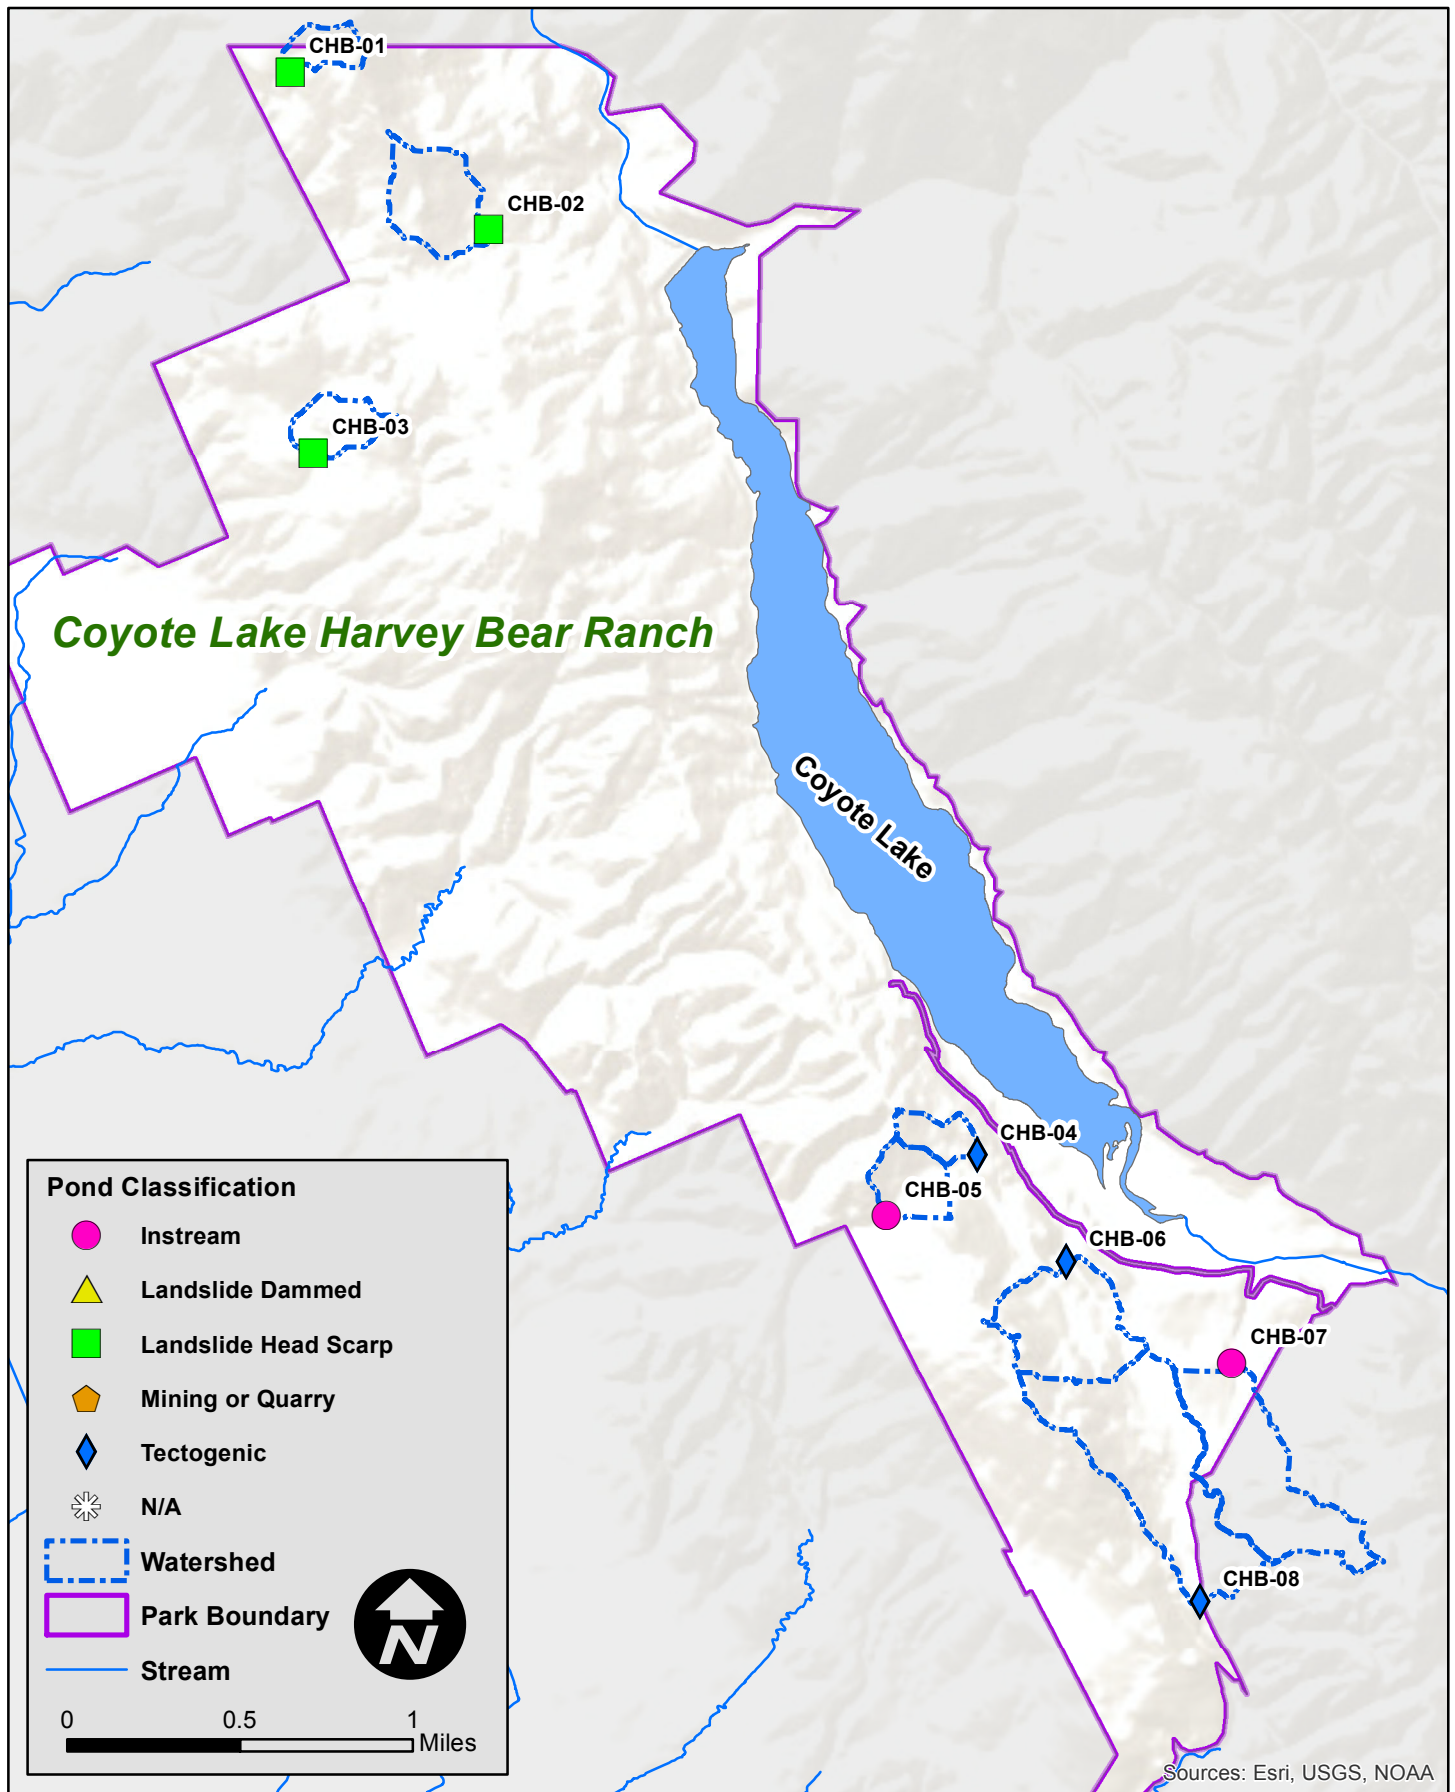 CHB-01
CHB-02
CHB-03
Coyote Lake Harvey Bear Ranch
Coyote Lake
CHB-04
CHB-05
CHB-06
CHB-07
CHB-08
Pond Classification
Instream
Landslide Dammed
Landslide Head Scarp
Mining or Quarry
Tectogenic
N/A
Watershed
Park Boundary
Stream
N
0 0.5 1
Miles
Sources: Esri, USGS, NOAA